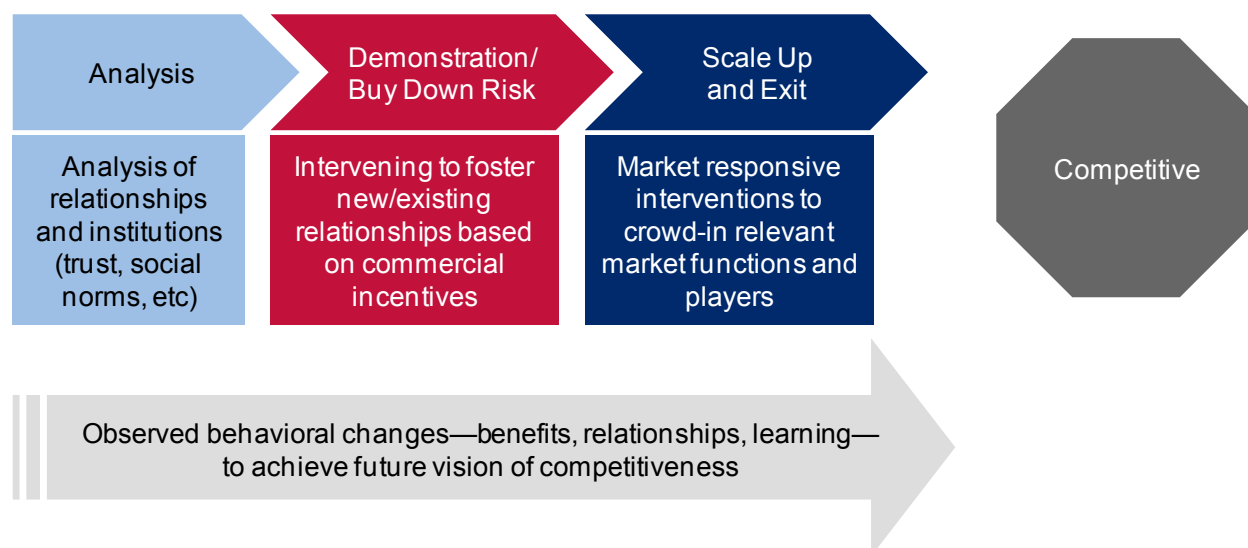 Analysis
Demonstration/
Buy Down Risk
Scale Up
and Exit
Analysis of
relationships
and institutions
(trust, social
norms, etc)
Intervening to foster
new/existing
relationships based
on commercial
incentives
Market responsive
interventions to
crowd-in relevant
market functions and
players
Competitive
Observed behavioral changes—benefits, relationships, learning—
to achieve future vision of competitiveness